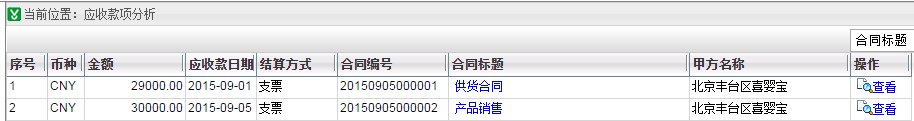 当前位置：应收款项分析
合同标题
序号 币种 金额 应收款日期 结算方式 合同编号 合同标题 甲方名称 操作
1 CNY 29000.00 2015-09-01 支票 20150905000001 供货合同 北京丰台区喜婴宝 查看
2 CNY 30000.00 2015-09-05 支票 20150905000002 产品销售 北京丰台区喜婴宝 查看